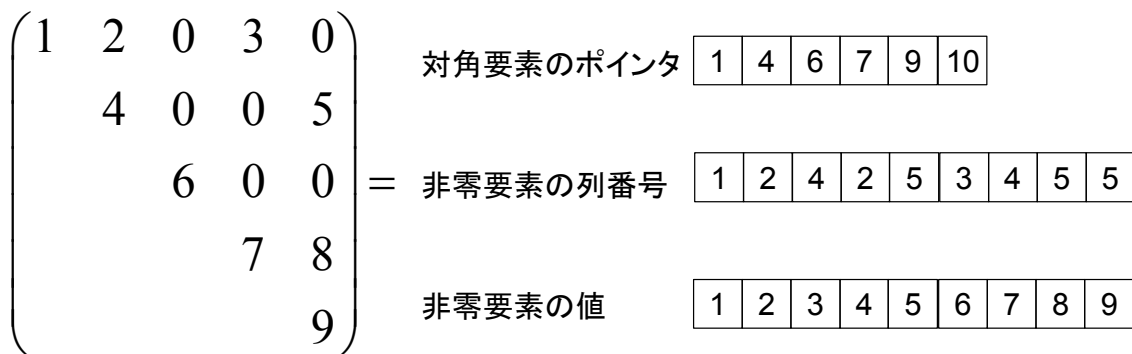 1 2 0 3 0
4 0 0 5
6 0 0
7 8
9
=
対角要素のポインタ 1 4 6 7 9 10
非零要素の列番号 1 2 4 2 5 3 4 5 5
非零要素の値 1 2 3 4 5 6 7 8 9